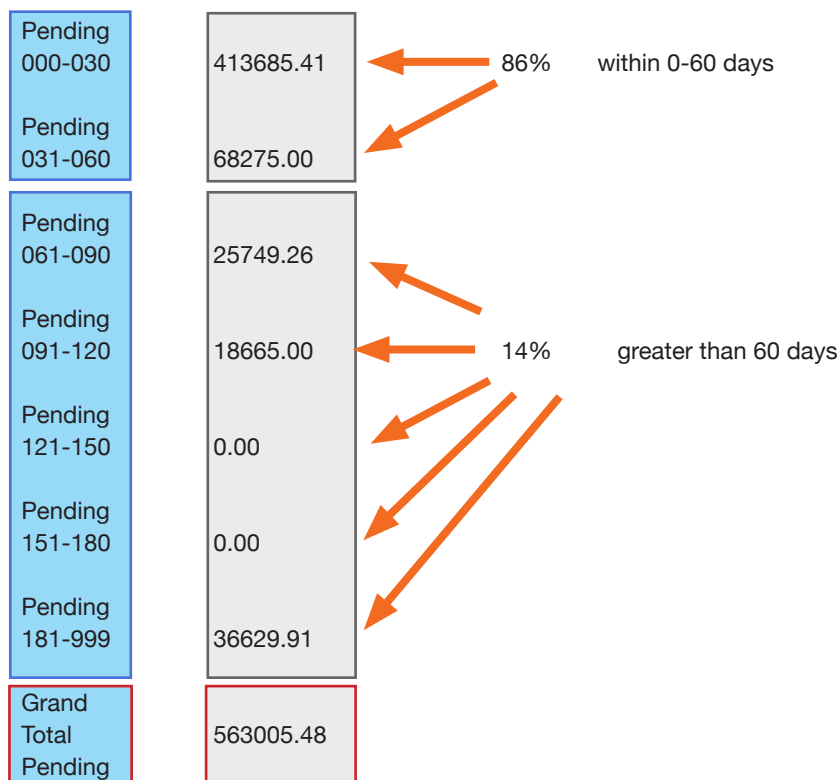 Pending
000-030 413685.41 86% within 0-60 days
Pending
031-060 68275.00
Pending
061-090 25749.26
Pending
091-120 18665.00 14% greater than 60 days
Pending
121-150 0.00
Pending
151-180 0.00
Pending
181-999 36629.91
Grand
Total 563005.48
Pending